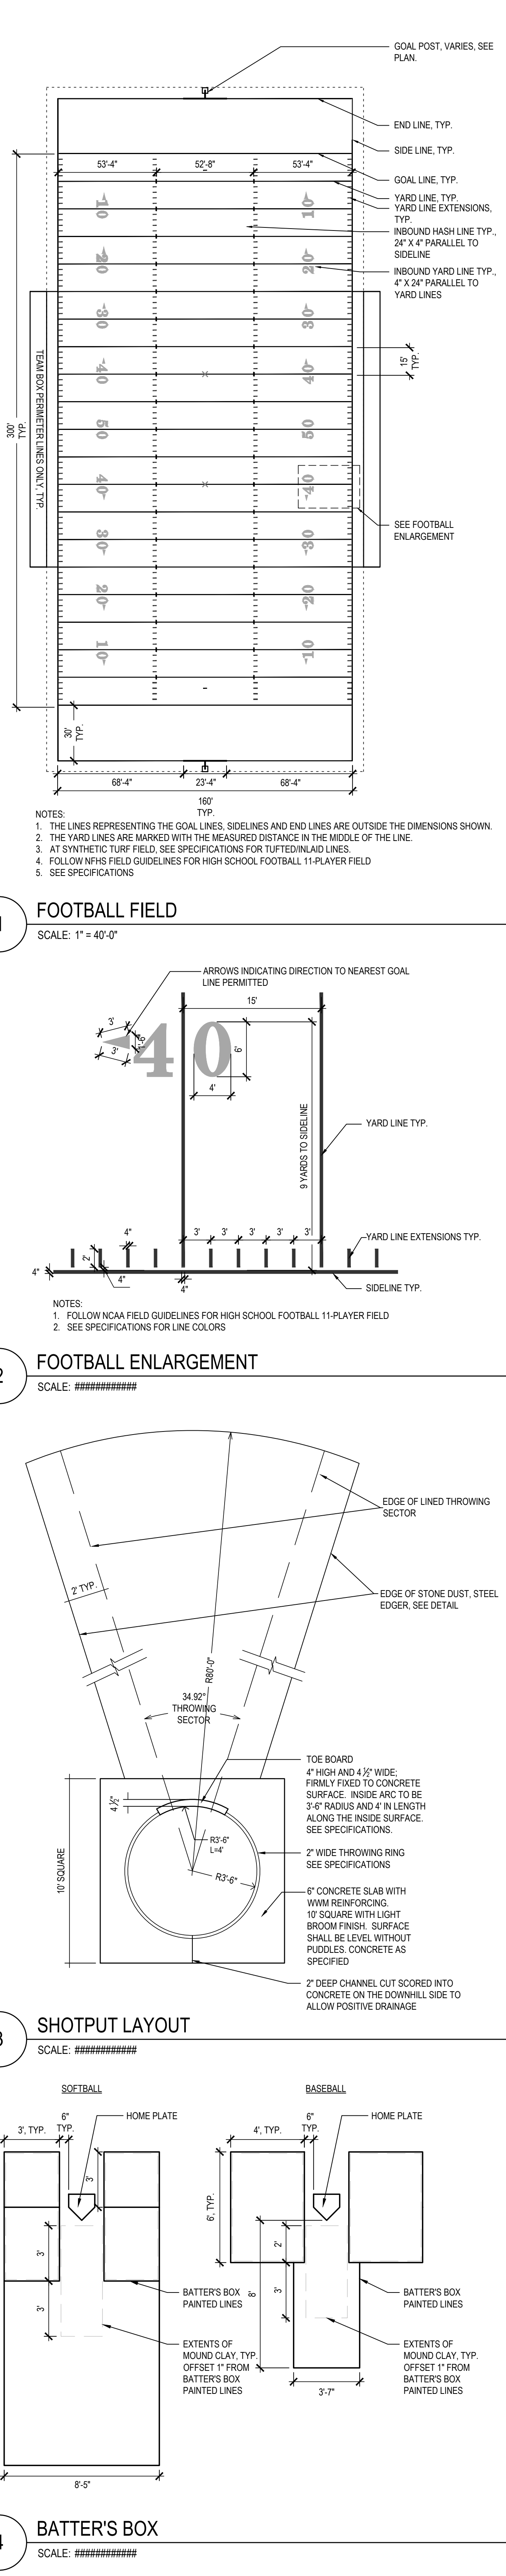 GOAL POST, VARIES, SEE
PLAN.
END LINE, TYP.
SIDE LINE, TYP.
53'-4"
52'-8"
53'-4"
GOAL LINE, TYP.
YARD LINE, TYP.
YARD LINE EXTENSIONS,
TYP.
INBOUND HASH LINE TYP.,
24" X 4" PARALLEL TO
SIDELINE
INBOUND YARD LINE TYP.,
4" X 24" PARALLEL TO
YARD LINES
10
10
20
20
30
30
40
40
50
50
40
40
30
30
20
20
10
10
15'
TYP.
300'
TYP.
TEAM BOX PERIMETER LINES ONLY, TYP.
SEE FOOTBALL
ENLARGEMENT
30'
TYP.
68'-4"
23'-4"
68'-4"
160'
TYP.
NOTES:
1. THE LINES REPRESENTING THE GOAL LINES, SIDELINES AND END LINES ARE OUTSIDE THE DIMENSIONS SHOWN.
2. THE YARD LINES ARE MARKED WITH THE MEASURED DISTANCE IN THE MIDDLE OF THE LINE.
3. AT SYNTHETIC TURF FIELD, SEE SPECIFICATIONS FOR TUFTED/INLAID LINES.
4. FOLLOW NFHS FIELD GUIDELINES FOR HIGH SCHOOL FOOTBALL 11-PLAYER FIELD
5. SEE SPECIFICATIONS
1
FOOTBALL FIELD
SCALE: 1" = 40'-0"
ARROWS INDICATING DIRECTION TO NEAREST GOAL
LINE PERMITTED
15'
3'
1'-6"
3'
40
6'
4'
9 YARDS TO SIDELINE
YARD LINE TYP.
3'
3'
3'
3'
3'
4"
2'
YARD LINE EXTENSIONS TYP.
4"
4"
4"
SIDELINE TYP.
NOTES:
1. FOLLOW NCAA FIELD GUIDELINES FOR HIGH SCHOOL FOOTBALL 11-PLAYER FIELD
2. SEE SPECIFICATIONS FOR LINE COLORS
2
FOOTBALL ENLARGEMENT
SCALE: ############
EDGE OF LINED THROWING
SECTOR
2' TYP.
EDGE OF STONE DUST, STEEL
EDGER, SEE DETAIL
R80'-0"
34.92°
THROWING
SECTOR
TOE BOARD
4" HIGH AND 4 1/2" WIDE;
FIRMLY FIXED TO CONCRETE
SURFACE. INSIDE ARC TO BE
3'-6" RADIUS AND 4' IN LENGTH
ALONG THE INSIDE SURFACE.
SEE SPECIFICATIONS.
4 1/2"
R3'-6"
L=4'
R3'-6"
10' SQUARE
2" WIDE THROWING RING
SEE SPECIFICATIONS
6" CONCRETE SLAB WITH
WWM REINFORCING.
10' SQUARE WITH LIGHT
BROOM FINISH. SURFACE
SHALL BE LEVEL WITHOUT
PUDDLES. CONCRETE AS
SPECIFIED
2" DEEP CHANNEL CUT SCORED INTO
CONCRETE ON THE DOWNHILL SIDE TO
ALLOW POSITIVE DRAINAGE
3
SHOTPUT LAYOUT
SCALE: ############
SOFTBALL
3', TYP.
6"
TYP.
HOME PLATE
3'
3'
3'
BATTER'S BOX
PAINTED LINES
EXTENTS OF
MOUND CLAY, TYP.
OFFSET 1" FROM
BATTER'S BOX
PAINTED LINES
8'-5"
BASEBALL
4', TYP.
6"
TYP.
HOME PLATE
6', TYP.
2'
3'
8'
BATTER'S BOX
PAINTED LINES
EXTENTS OF
MOUND CLAY, TYP.
OFFSET 1" FROM
BATTER'S BOX
PAINTED LINES
3'-7"
4
BATTER'S BOX
SCALE: ############